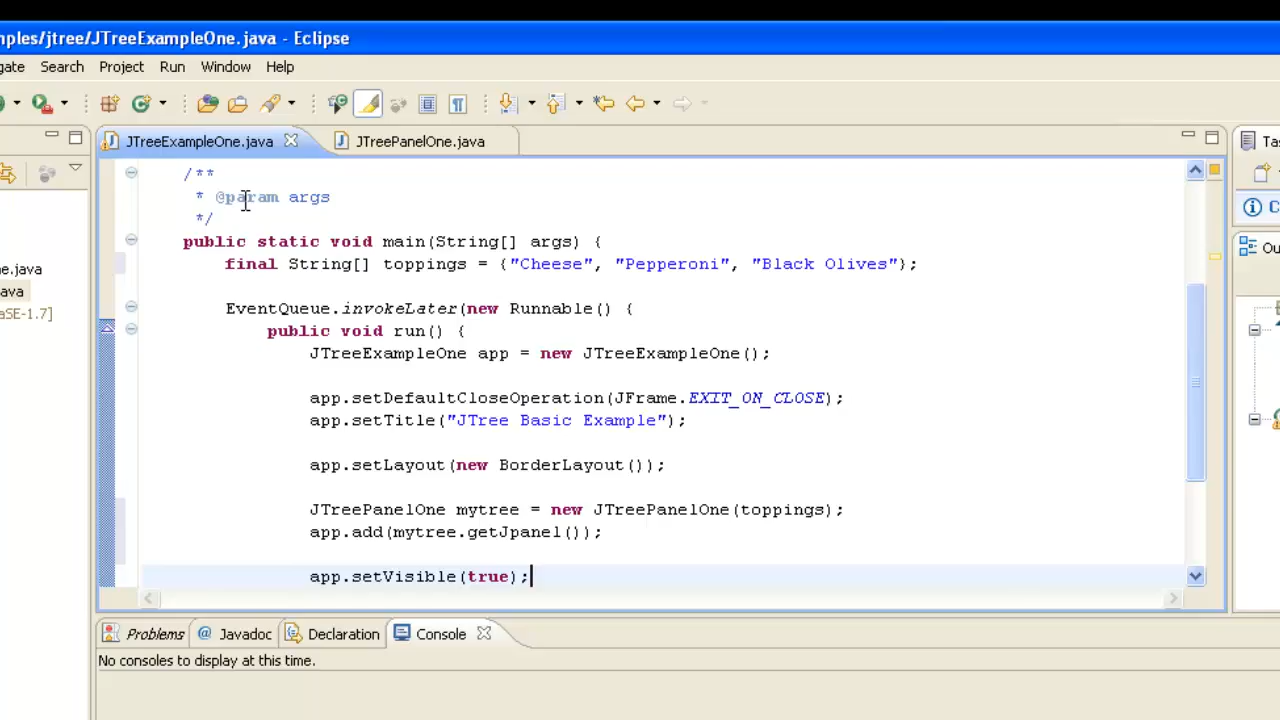 mples/jtree/JTreeExampleOne.java - Eclipse
gate Search Project Run Window Help
JTreeExampleOne.java JTreePanelOne.java Tas
/**
* @param args
*/
public static void main(String[] args) {
final String[] toppings = {"Cheese", "Pepperoni", "Black Olives"};
EventQueue.invokeLater(new Runnable() {
public void run() {
JTreeExampleOne app = new JTreeExampleOne();
app.setDefaultCloseOperation(JFrame.EXIT_ON_CLOSE);
app.setTitle("JTree Basic Example");
app.setLayout(new BorderLayout());
JTreePanelOne mytree = new JTreePanelOne(toppings);
app.add(mytree.getJpanel());
app.setVisible(true);
ne.java
ava
aSE-1.7]
C
Ou
Problems Javadoc Declaration Console
No consoles to display at this time.